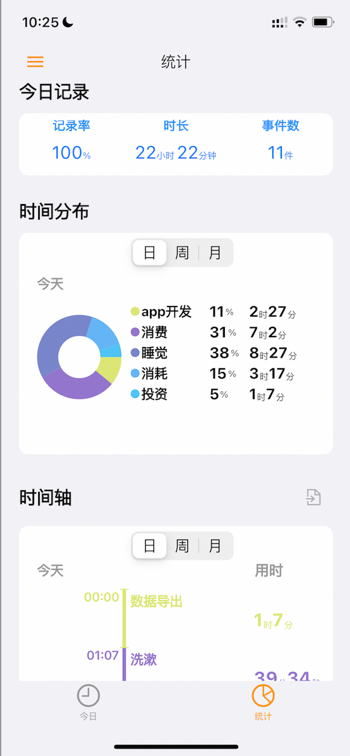 10:25
统计
今日记录
记录率 时长 事件数
100% 22小时22分钟 11件
时间分布
日 周 月
今天
app开发 11% 2时27分
消费 31% 7时2分
睡觉 38% 8时27分
消耗 15% 3时17分
投资 5% 1时7分
时间轴
日 周 月
今天 用时
00:00 数据导出
1时7分
01:07 洗漱
39 34
今日 统计